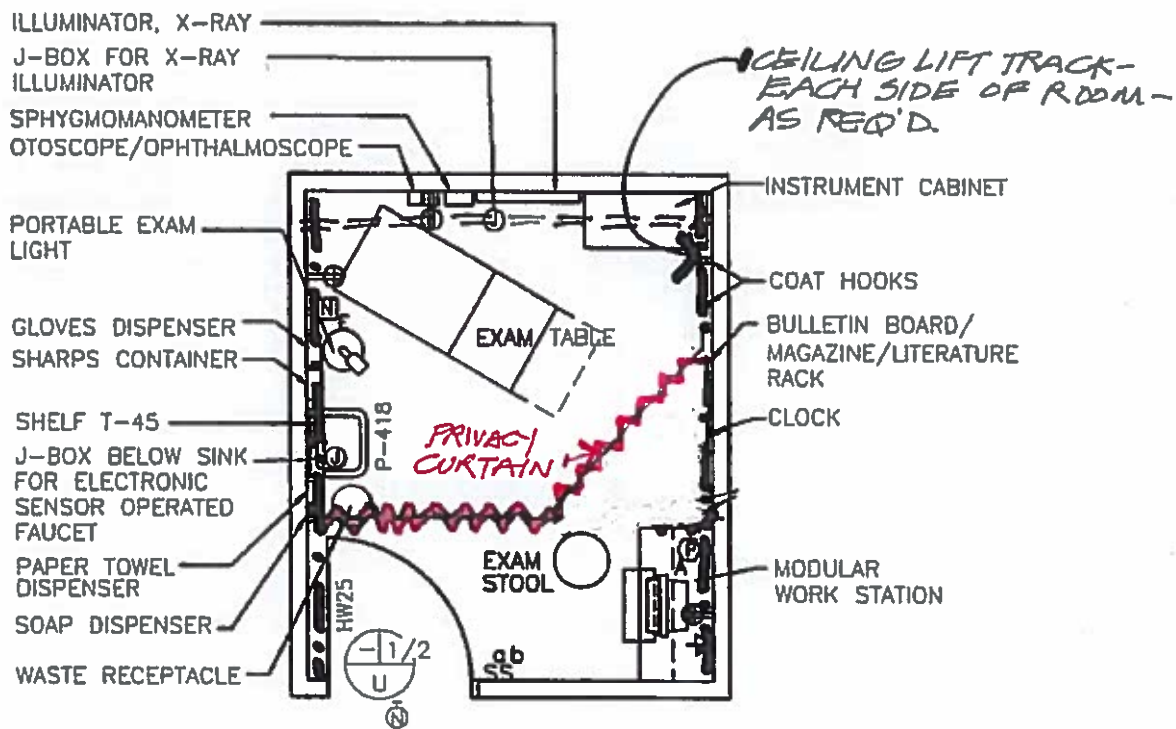 ILLUMINATOR, X-RAY
J-BOX FOR X-RAY
ILLUMINATOR
SPHYGMOMANOMETER
OTOSCOPE/OPHTHALMOSCOPE
PORTABLE EXAM
LIGHT
GLOVES DISPENSER
SHARPS CONTAINER
SHELF T-45
J-BOX BELOW SINK
FOR ELECTRONIC
SENSOR OPERATED
FAUCET
PAPER TOWEL
DISPENSER
SOAP DISPENSER
WASTE RECEPTACLE
CEILING LIFT TRACK-
EACH SIDE OF ROOM-
AS REQ'D.
INSTRUMENT CABINET
COAT HOOKS
BULLETIN BOARD/
MAGAZINE/LITERATURE
RACK
CLOCK
MODULAR
WORK STATION
J
J
N
EXAM TABLE
P-418
J
PRIVACY
CURTAIN
EXAM
STOOL
P
A
HW25
- 1/2
U
N
ab
SS